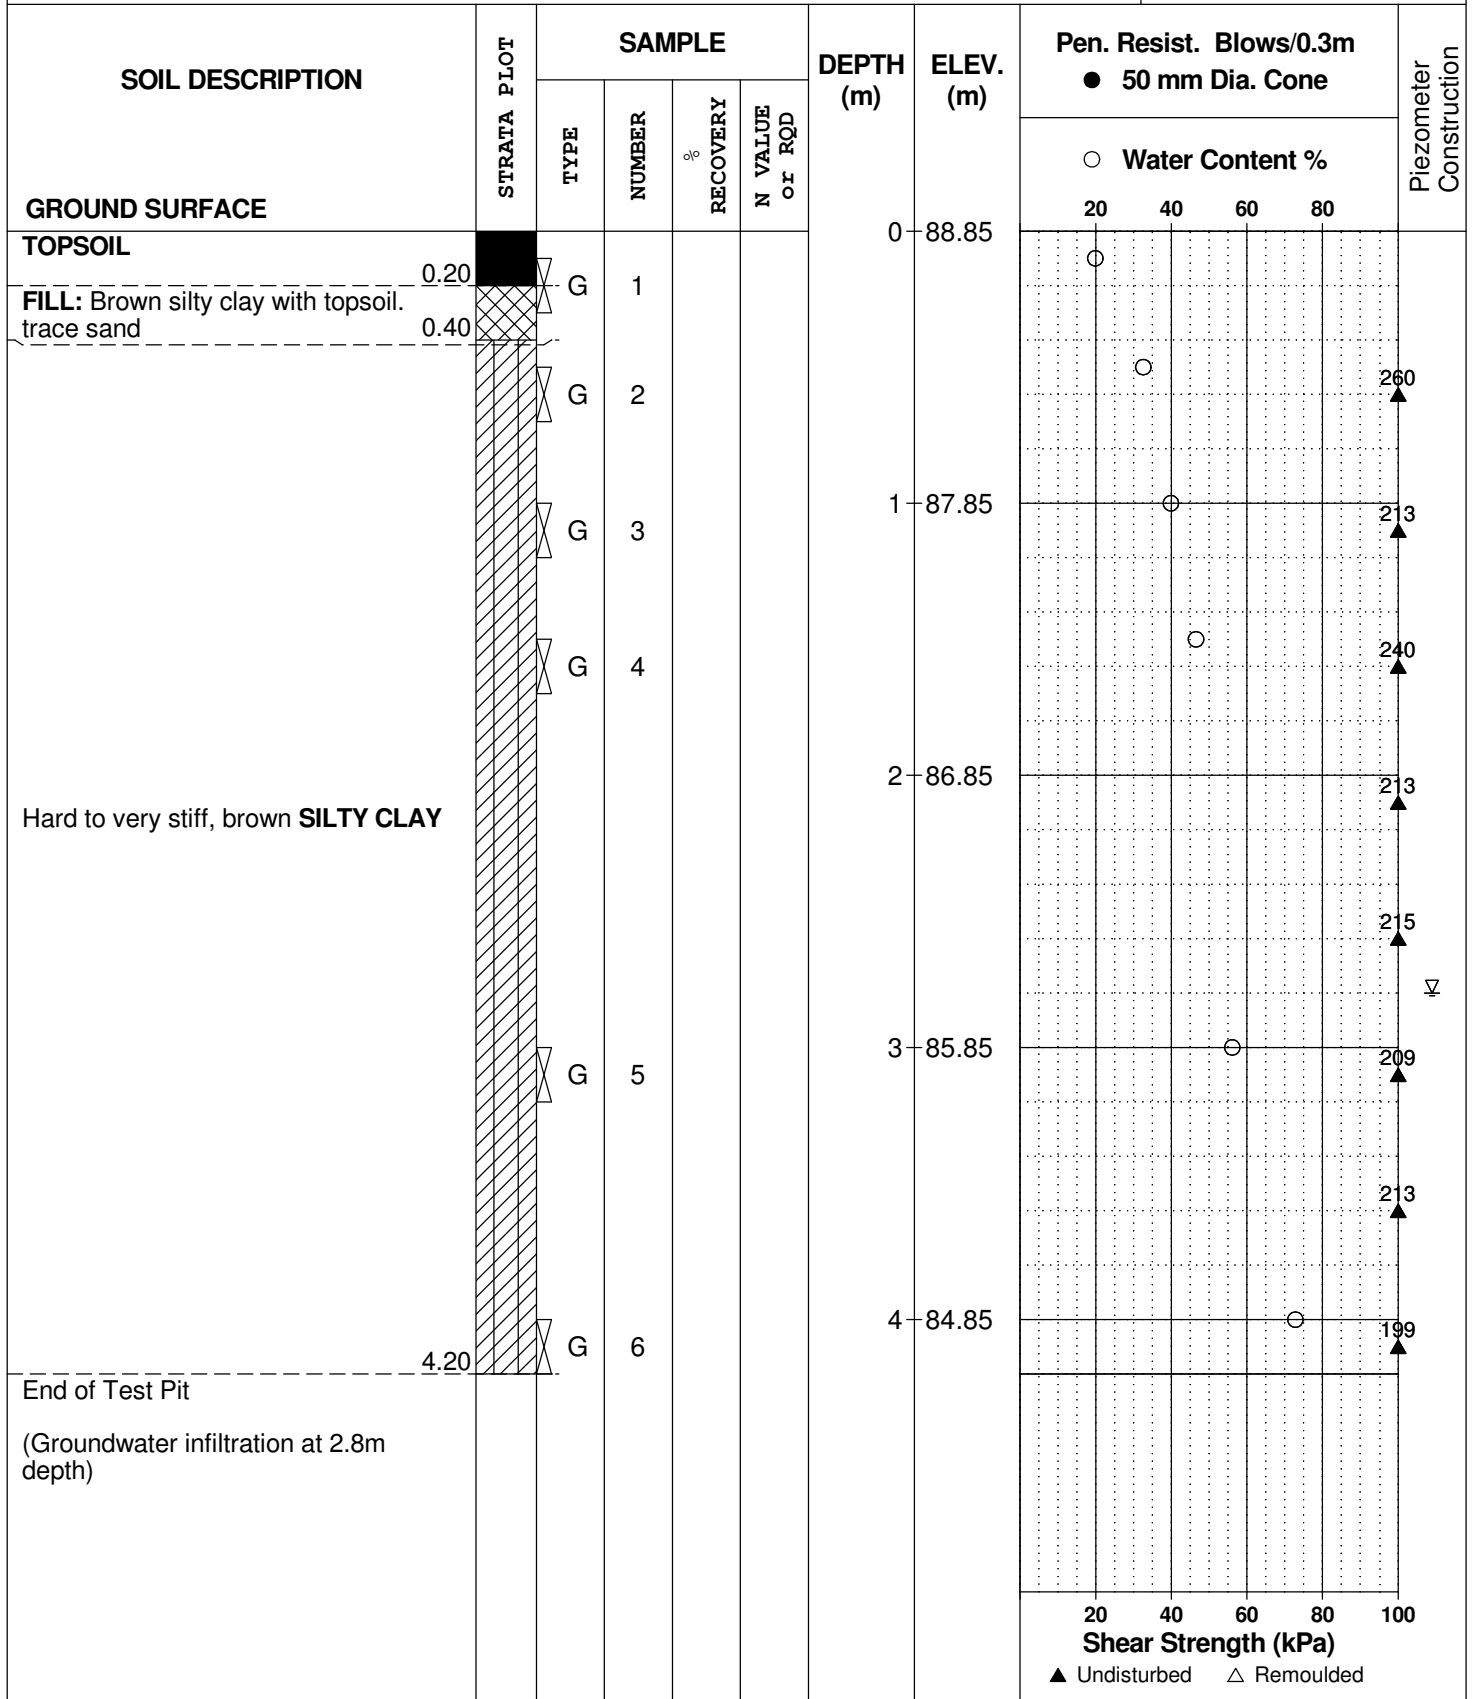 SOIL DESCRIPTION
GROUND SURFACE
STRATA PLOT
SAMPLE
TYPE
NUMBER
% RECOVERY
N VALUE
or RQD
DEPTH
(m)
ELEV.
(m)
Pen. Resist. Blows/0.3m
● 50 mm Dia. Cone
○ Water Content %
20 40 60 80
Piezometer
Construction
0 88.85
TOPSOIL
0.20
G 1
FILL: Brown silty clay with topsoil.
trace sand 0.40
G 2
260
1 87.85
G 3
213
G 4
240
2 86.85
213
Hard to very stiff, brown SILTY CLAY
215
3 85.85
G 5
209
213
4 84.85
G 6
199
4.20
End of Test Pit
(Groundwater infiltration at 2.8m
depth)
20 40 60 80 100
Shear Strength (kPa)
▲ Undisturbed △ Remoulded